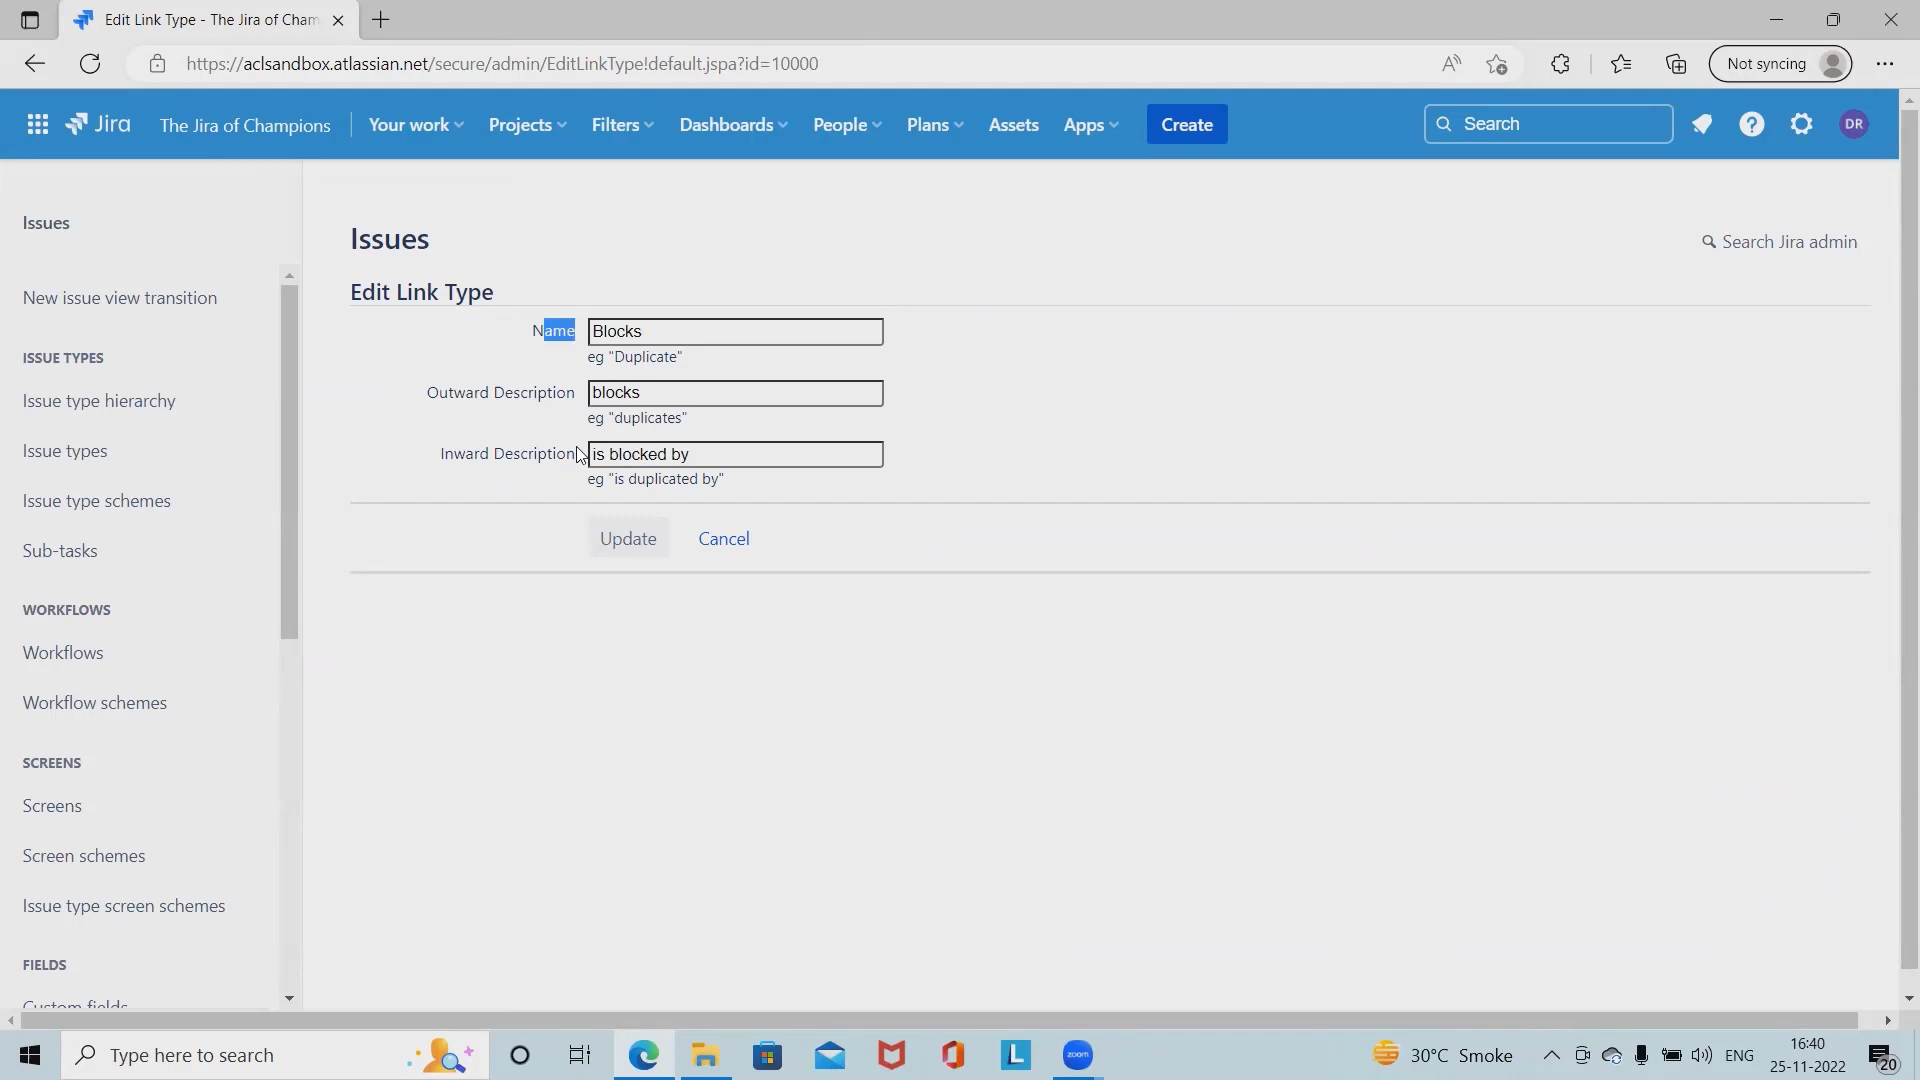 Edit Link Type - The Jira of Cham
https://aclsandbox.atlassian.net/secure/admin/EditLinkType!default.jspa?id=10000
Not syncing
Jira
The Jira of Champions
Your work
Projects
Filters
Dashboards
People
Plans
Assets
Apps
Create
Search
DR
Issues
New issue view transition
ISSUE TYPES
Issue type hierarchy
Issue types
Issue type schemes
Sub-tasks
WORKFLOWS
Workflows
Workflow schemes
SCREENS
Screens
Screen schemes
Issue type screen schemes
FIELDS
Custom fields
Issues
Search Jira admin
Edit Link Type
Name Blocks
eg "Duplicate"
Outward Description blocks
eg "duplicates"
Inward Description is blocked by
eg "is duplicated by"
Update Cancel
Type here to search
L
zoom
30°C Smoke
ENG
16:40
25-11-2022
20